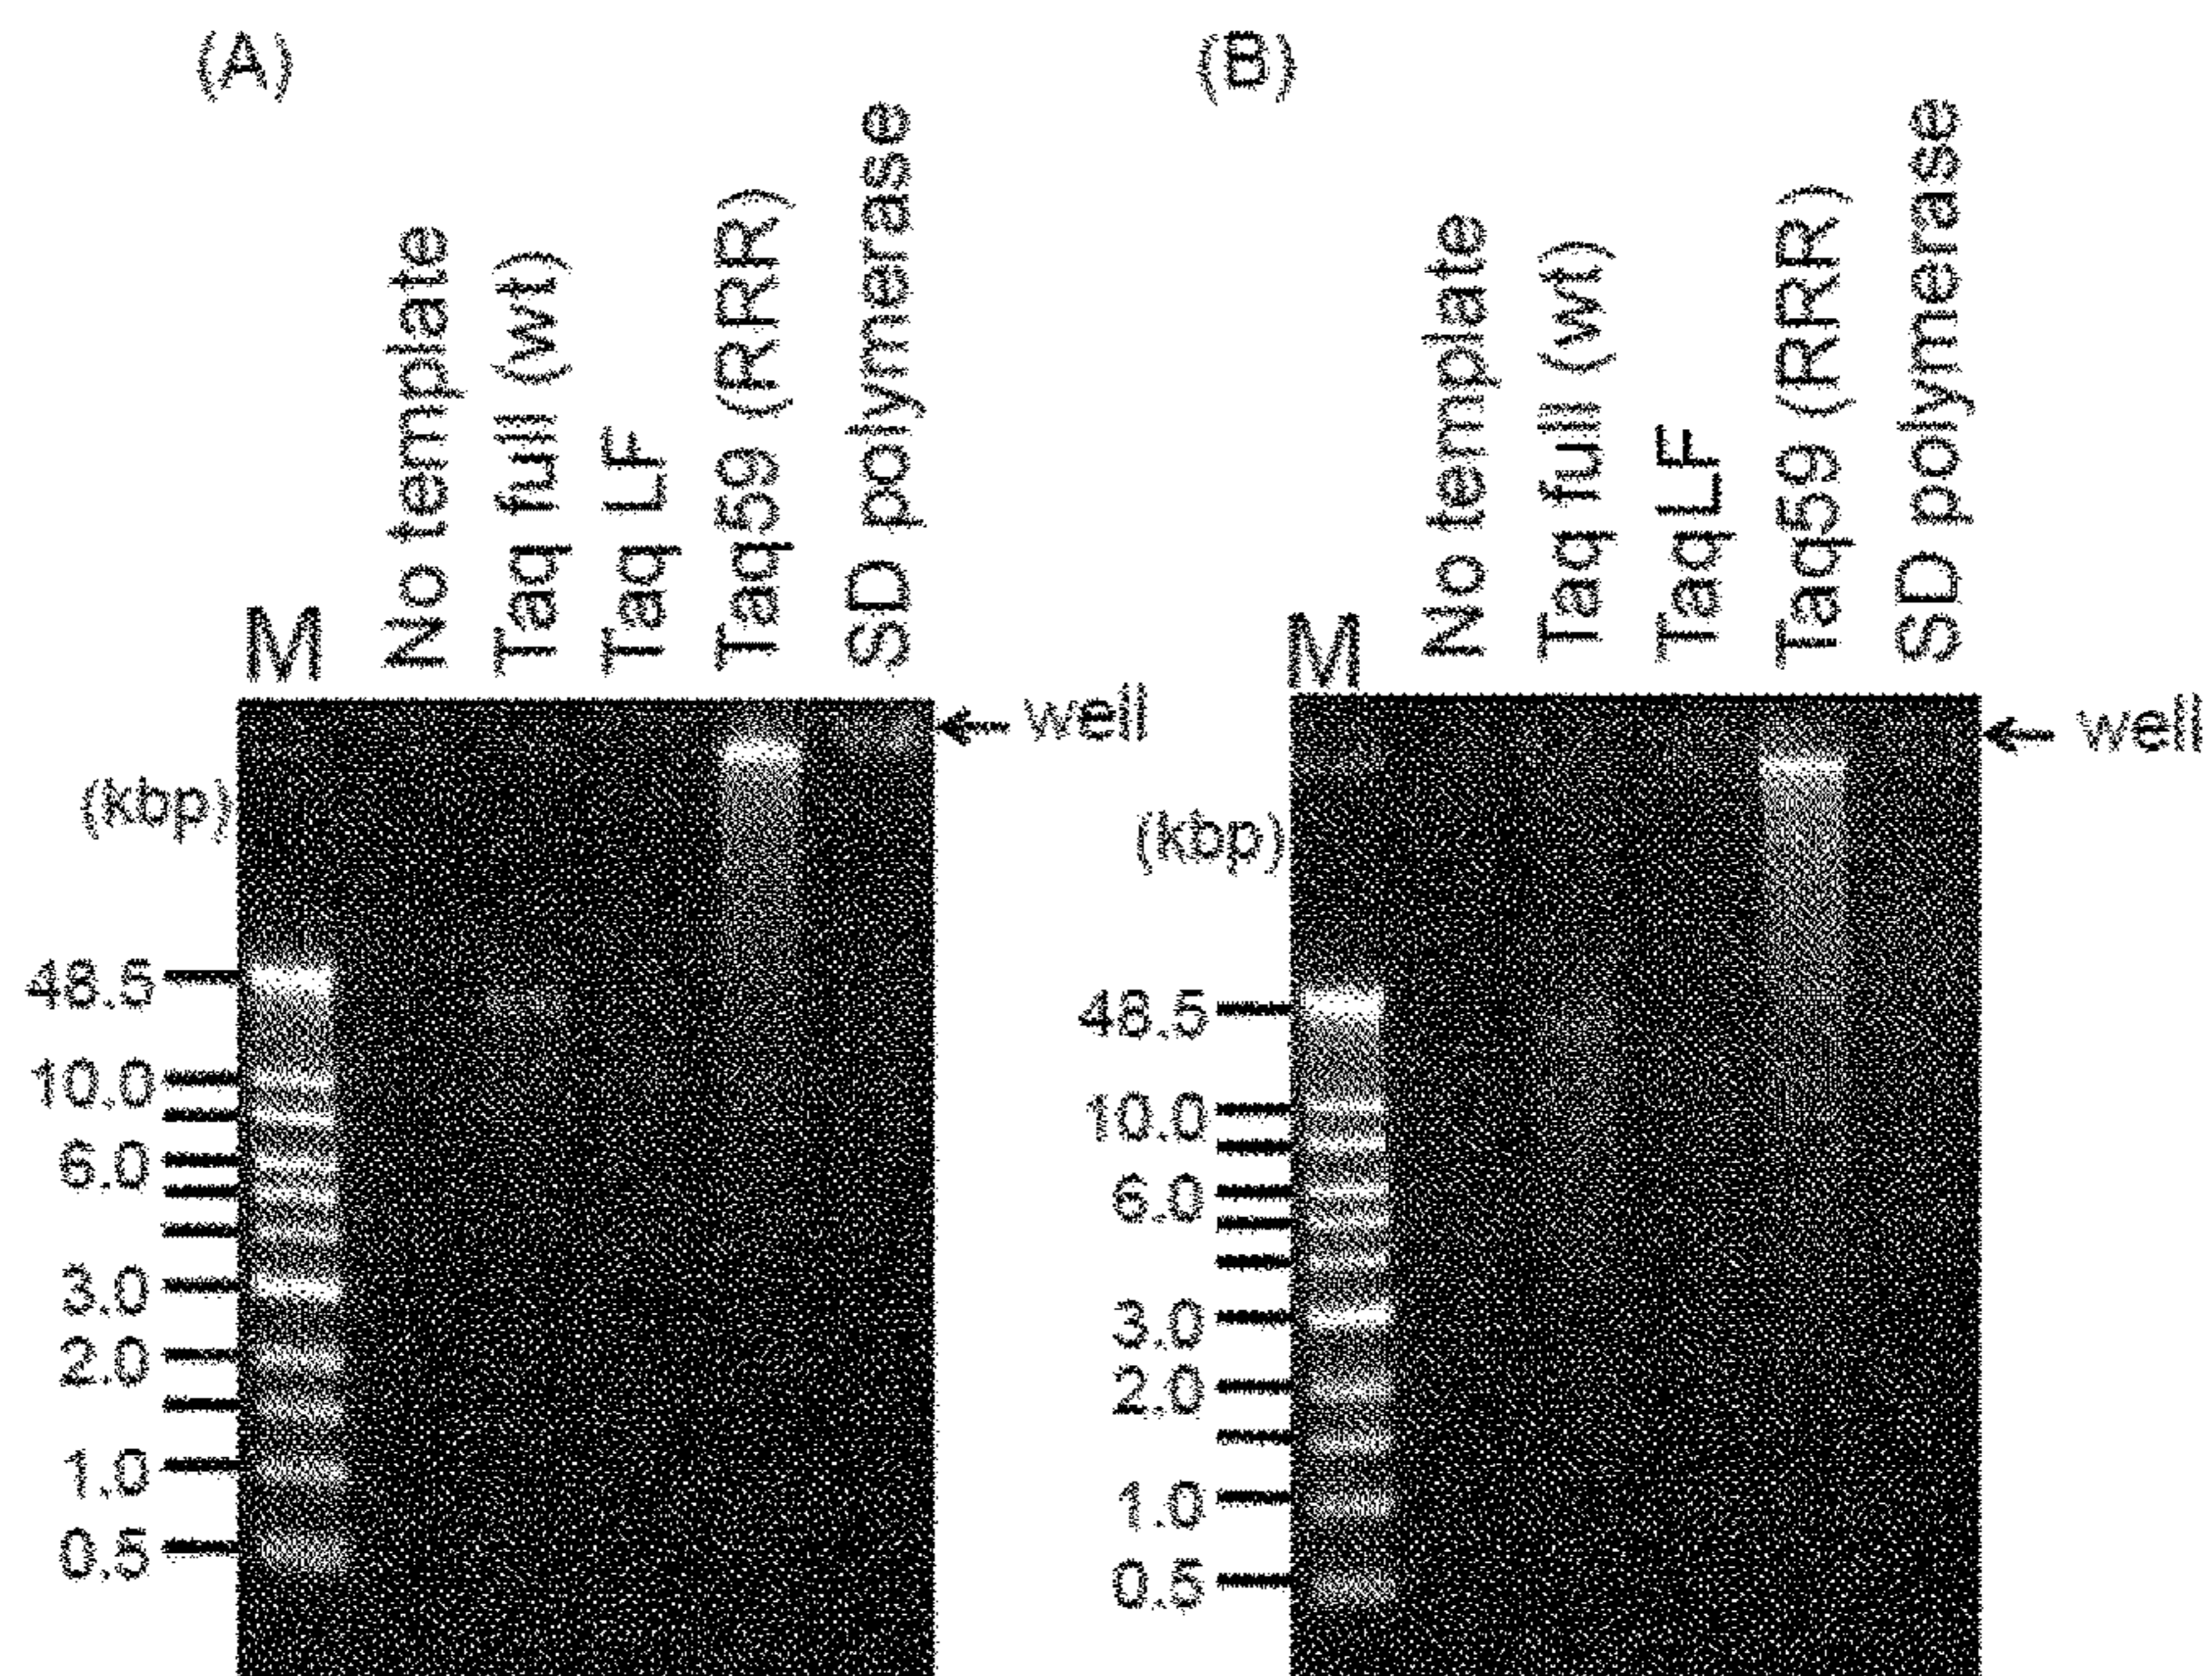 (A)
No template
Taq full (wt)
Taq LF
Taq59 (RRR)
SD polymerase
M
well
(kbp)
48.5
10.0
6.0
3.0
2.0
1.0
0.5
(B)
No template
Taq full (wt)
Taq LF
Taq59 (RRR)
SD polymerase
M
well
(kbp)
48.5
10.0
6.0
3.0
2.0
1.0
0.5